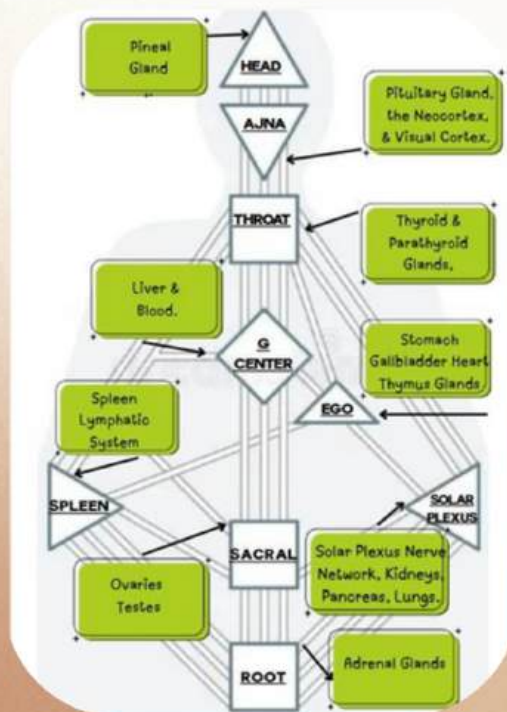 Pineal
Gland
HEAD
AJNA
Pituitary Gland,
the Neocortex,
& Visual Cortex.
THROAT
Thyroid &
Parathyroid
Glands,
Liver &
Blood.
G
CENTER
Stomach
Gallbladder Heart
Thymus Glands
EGO
Spleen
Lymphatic
System
SPLEEN
SOLAR
PLEXUS
SACRAL
Solar Plexus Nerve
Network, Kidneys,
Pancreas, Lungs.
Ovaries
Testes
ROOT
Adrenal Glands